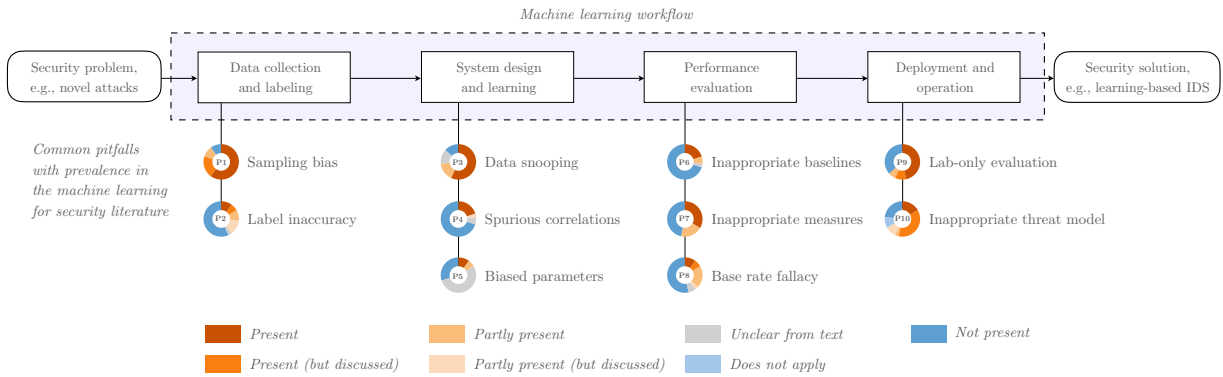 Machine learning workflow
Security problem,
e.g., novel attacks
Data collection
and labeling
System design
and learning
Performance
evaluation
Deployment and
operation
Security solution,
e.g., learning-based IDS
Common pitfalls
with prevalence in
the machine learning
for security literature
P1 Sampling bias
P2 Label inaccuracy
P3 Data snooping
P4 Spurious correlations
P5 Biased parameters
P6 Inappropriate baselines
P7 Inappropriate measures
P8 Base rate fallacy
P9 Lab-only evaluation
P10 Inappropriate threat model
Present
Partly present
Unclear from text
Not present
Present (but discussed)
Partly present (but discussed)
Does not apply